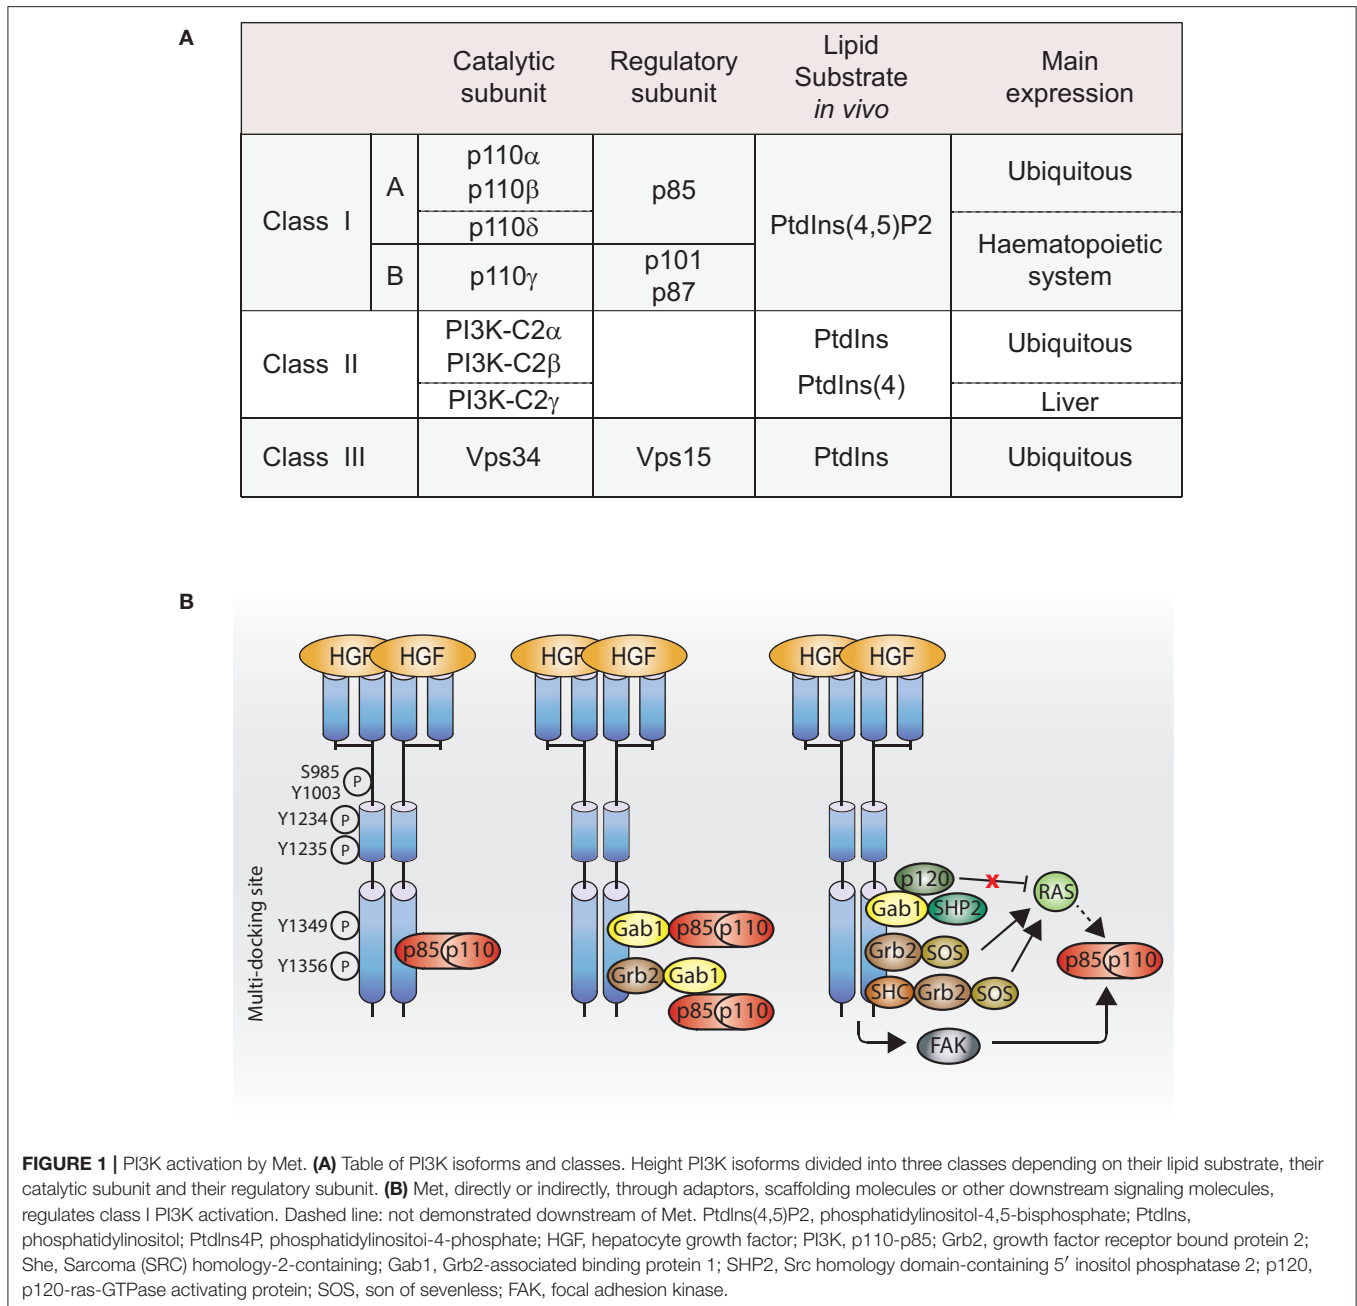 A
Catalytic subunit
Regulatory subunit
Lipid Substrate in vivo
Main expression
Class I
A
p110α
p110β
p110δ
p85
PtdIns(4,5)P2
Ubiquitous
B
p110γ
p101
p87
Haematopoietic system
Class II
PI3K-C2α
PI3K-C2β
PI3K-C2γ
PtdIns
PtdIns(4)
Ubiquitous
Liver
Class III
Vps34
Vps15
PtdIns
Ubiquitous
B
HGF HGF
HGF HGF
HGF HGF
S985
Y1003
P
Y1234 P
Y1235 P
Multi-docking site
Y1349 P
Y1356 P
p85 p110
Gab1 p85 p110
Grb2 Gab1
p85 p110
p120 x RAS
Gab1 SHP2
Grb2 SOS
p85 p110
SHC Grb2 SOS
FAK
FIGURE 1 | PI3K activation by Met. (A) Table of PI3K isoforms and classes. Height PI3K isoforms divided into three classes depending on their lipid substrate, their
catalytic subunit and their regulatory subunit. (B) Met, directly or indirectly, through adaptors, scaffolding molecules or other downstream signaling molecules,
regulates class I PI3K activation. Dashed line: not demonstrated downstream of Met. PtdIns(4,5)P2, phosphatidylinositol-4,5-bisphosphate; PtdIns,
phosphatidylinositol; PtdIns4P, phosphatidylinositoi-4-phosphate; HGF, hepatocyte growth factor; PI3K, p110-p85; Grb2, growth factor receptor bound protein 2;
She, Sarcoma (SRC) homology-2-containing; Gab1, Grb2-associated binding protein 1; SHP2, Src homology domain-containing 5′ inositol phosphatase 2; p120,
p120-ras-GTPase activating protein; SOS, son of sevenless; FAK, focal adhesion kinase.